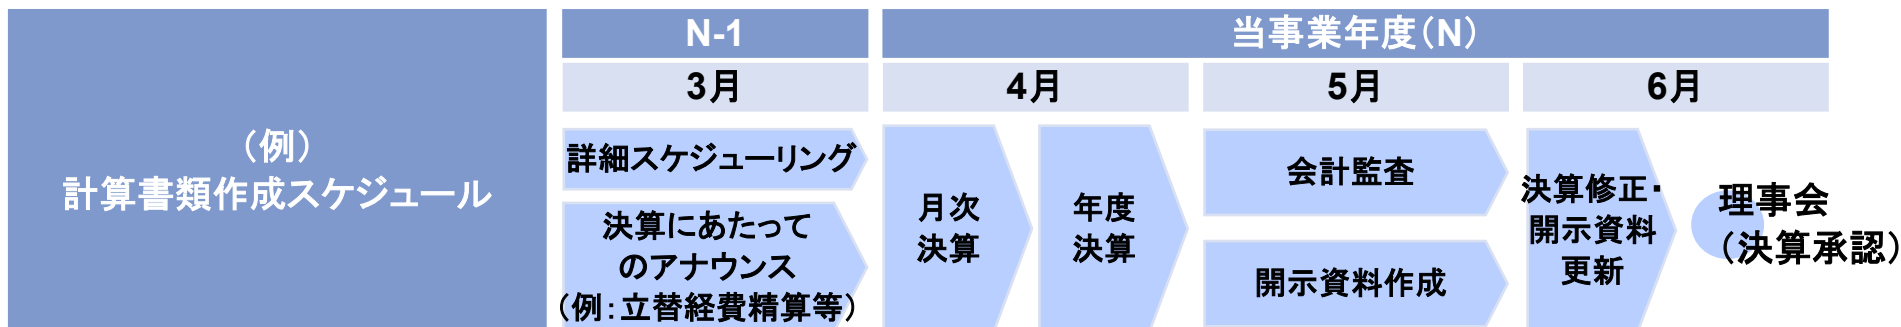 （例）
計算書類作成スケジュール
N-1
当事業年度（N）
3月
4月
5月
6月
詳細スケジューリング
決算にあたって
のアナウンス
（例：立替経費精算等）
月次
決算
年度
決算
会計監査
開示資料作成
決算修正・
開示資料
更新
理事会
（決算承認）